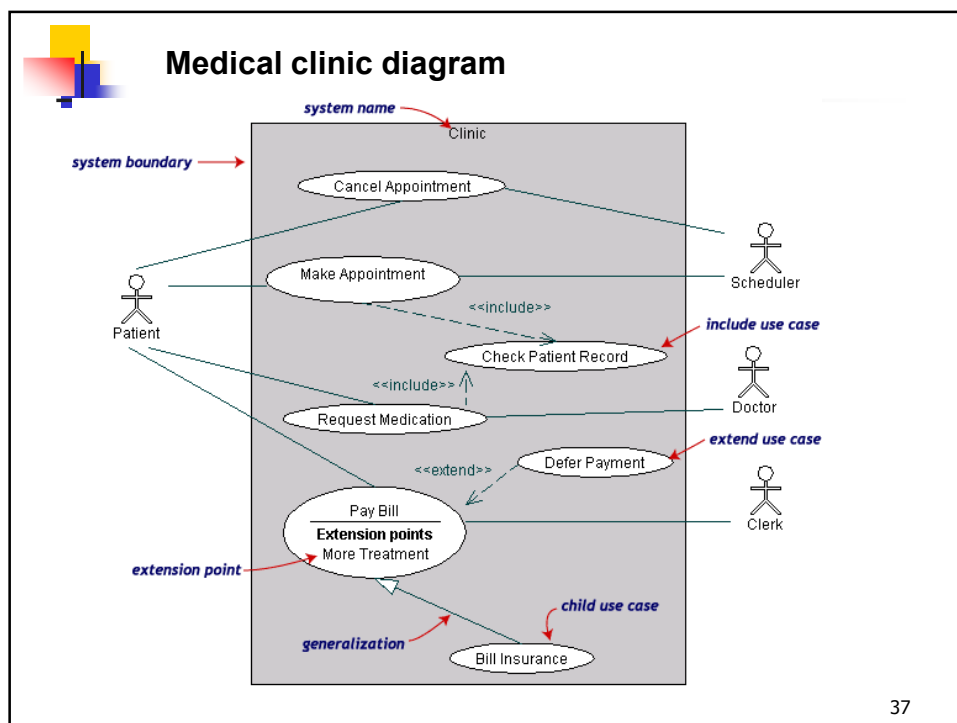 Medical clinic diagram
system name
Clinic
system boundary
Cancel Appointment
Make Appointment
Scheduler
<<include>>
Patient
include use case
Check Patient Record
<<include>>
Request Medication
Doctor
extend use case
Defer Payment
<<extend>>
Pay Bill
Clerk
Extension points
More Treatment
extension point
child use case
generalization
Bill Insurance
37